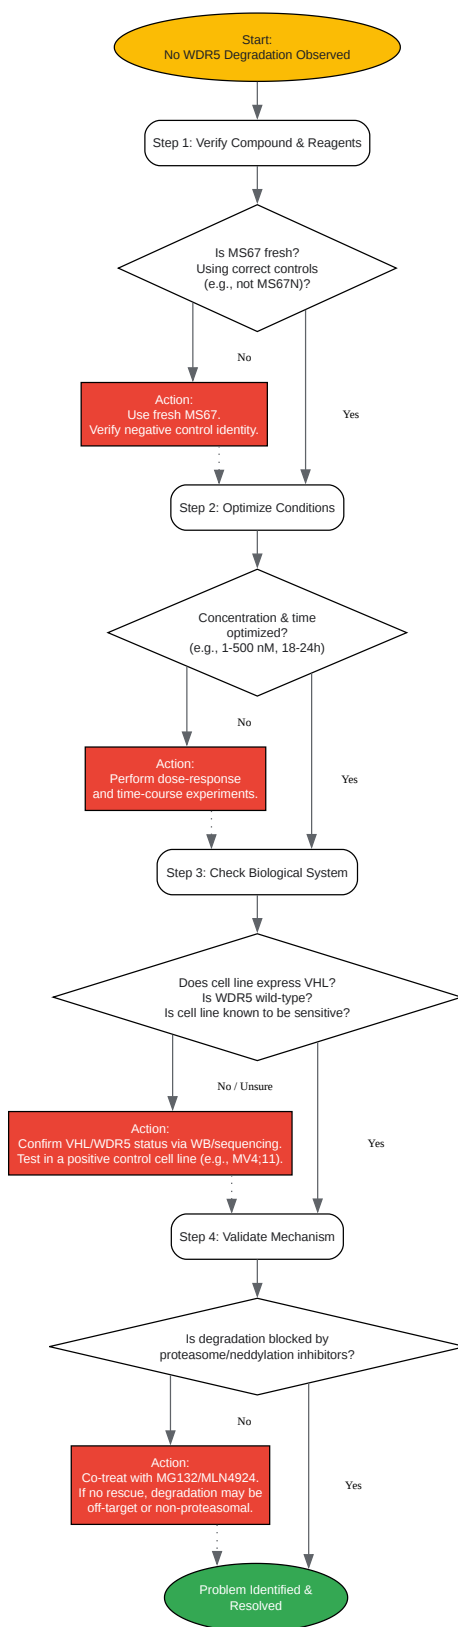 Start:
No WDR5 Degradation Observed
Step 1: Verify Compound & Reagents
Is MS67 fresh?
Using correct controls
(e.g., not MS67N)?
No
Action:
Use fresh MS67.
Verify negative control identity.
Yes
Step 2: Optimize Conditions
Concentration & time
optimized?
(e.g., 1-500 nM, 18-24h)
No
Action:
Perform dose-response
and time-course experiments.
Yes
Step 3: Check Biological System
Does cell line express VHL?
Is WDR5 wild-type?
Is cell line known to be sensitive?
No / Unsure
Action:
Confirm VHL/WDR5 status via WB/sequencing.
Test in a positive control cell line (e.g., MV4;11).
Yes
Step 4: Validate Mechanism
Is degradation blocked by
proteasome/neddylation inhibitors?
No
Action:
Co-treat with MG132/MLN4924.
If no rescue, degradation may be
off-target or non-proteasomal.
Yes
Problem Identified &
Resolved